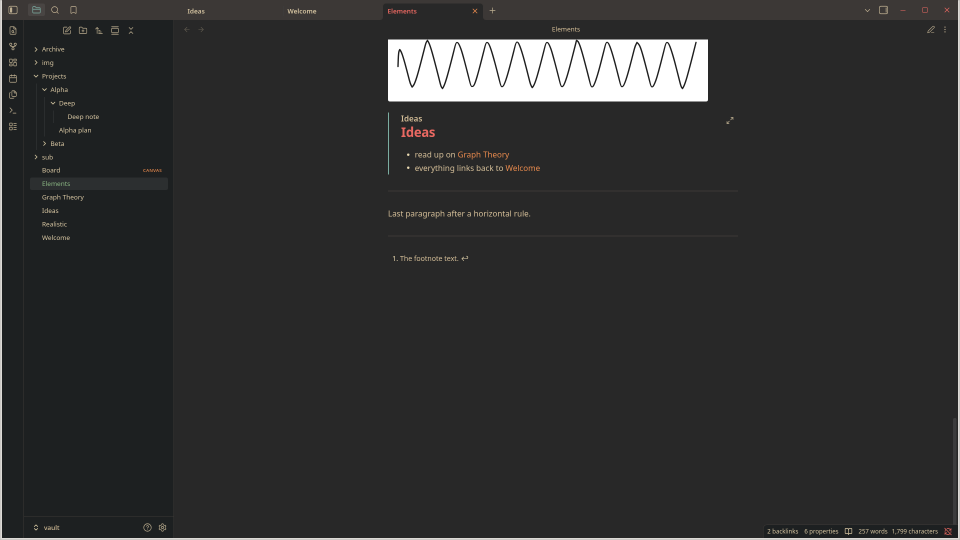 Ideas
Welcome
Elements
Elements
Archive
img
Projects
Alpha
Deep
Deep note
Alpha plan
Beta
sub
Board
CANVAS
Elements
Graph Theory
Ideas
Realistic
Welcome
vault
Ideas
Ideas
• read up on Graph Theory
• everything links back to Welcome
Last paragraph after a horizontal rule.
1. The footnote text. ↩
2 backlinks 6 properties 257 words 1,799 characters